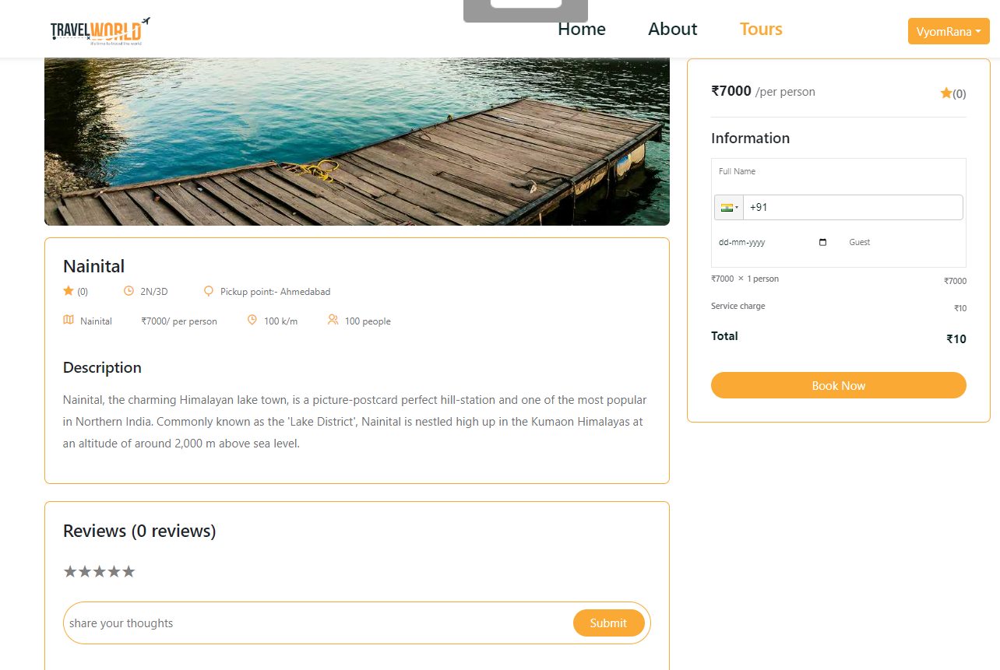 TRAVELWORLD
it's time to travel the world
Home About Tours
VyomRana
₹7000 /per person
(0)
Information
Full Name
+91
dd-mm-yyyy Guest
₹7000 × 1 person ₹7000
Service charge ₹10
Total ₹10
Book Now
Nainital
(0) 2N/3D Pickup point:- Ahmedabad
Nainital ₹7000/ per person 100 k/m 100 people
Description
Nainital, the charming Himalayan lake town, is a picture-postcard perfect hill-station and one of the most popular
in Northern India. Commonly known as the 'Lake District', Nainital is nestled high up in the Kumaon Himalayas at
an altitude of around 2,000 m above sea level.
Reviews (0 reviews)
★★★★★
share your thoughts Submit